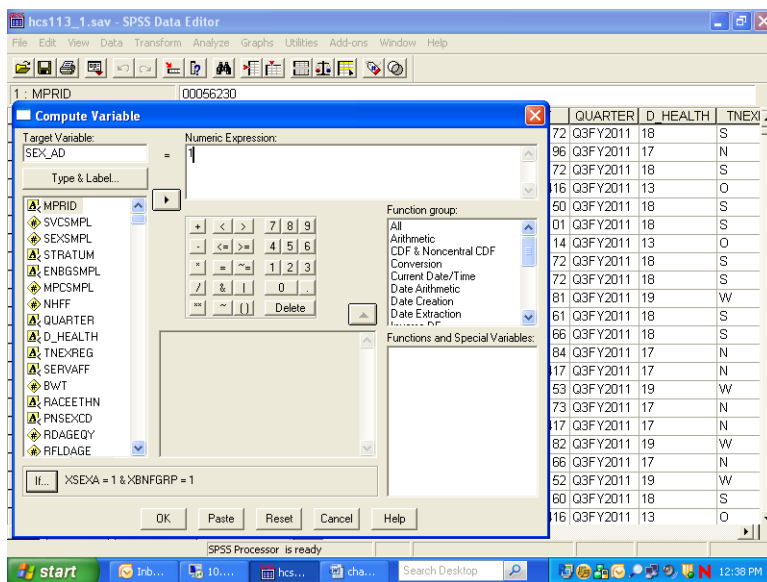 hcs113_1.sav - SPSS Data Editor
File Edit View Data Transform Analyze Graphs Utilities Add-ons Window Help
1 : MPRID 00056230
Compute Variable
Target Variable:
SEX_AD
=
Numeric Expression:
1
Type & Label...
MPRID
SVCSMPL
SEXSMPL
STRATUM
ENBGSMPL
MPCSMPL
NHFF
QUARTER
D_HEALTH
TNEXREG
SERVAFF
BWT
RACEETHN
PNSEXCD
RDAGEQY
RFLDAGE
+ < > 7 8 9
- <= >= 4 5 6
* = ~= 1 2 3
/ & | 0 .
** ~ () Delete
Function group:
All
Arithmetic
CDF & Noncentral CDF
Conversion
Current Date/Time
Date Arithmetic
Date Creation
Date Extraction
Functions and Special Variables:
If... XSEXA = 1 & XBNFGRP = 1
OK Paste Reset Cancel Help
QUARTER D_HEALTH TNEXI
72 Q3FY2011 18 S
96 Q3FY2011 17 N
72 Q3FY2011 18 S
416 Q3FY2011 13 O
50 Q3FY2011 18 S
01 Q3FY2011 18 S
14 Q3FY2011 13 O
72 Q3FY2011 18 S
72 Q3FY2011 18 S
81 Q3FY2011 19 W
61 Q3FY2011 18 S
66 Q3FY2011 18 S
84 Q3FY2011 17 N
417 Q3FY2011 17 N
53 Q3FY2011 19 W
73 Q3FY2011 17 N
417 Q3FY2011 17 N
82 Q3FY2011 19 W
66 Q3FY2011 17 N
52 Q3FY2011 19 W
60 Q3FY2011 18 S
416 Q3FY2011 13 O
SPSS Processor is ready
start Inb... 10.... hcs... cha... Search Desktop 12:38 PM